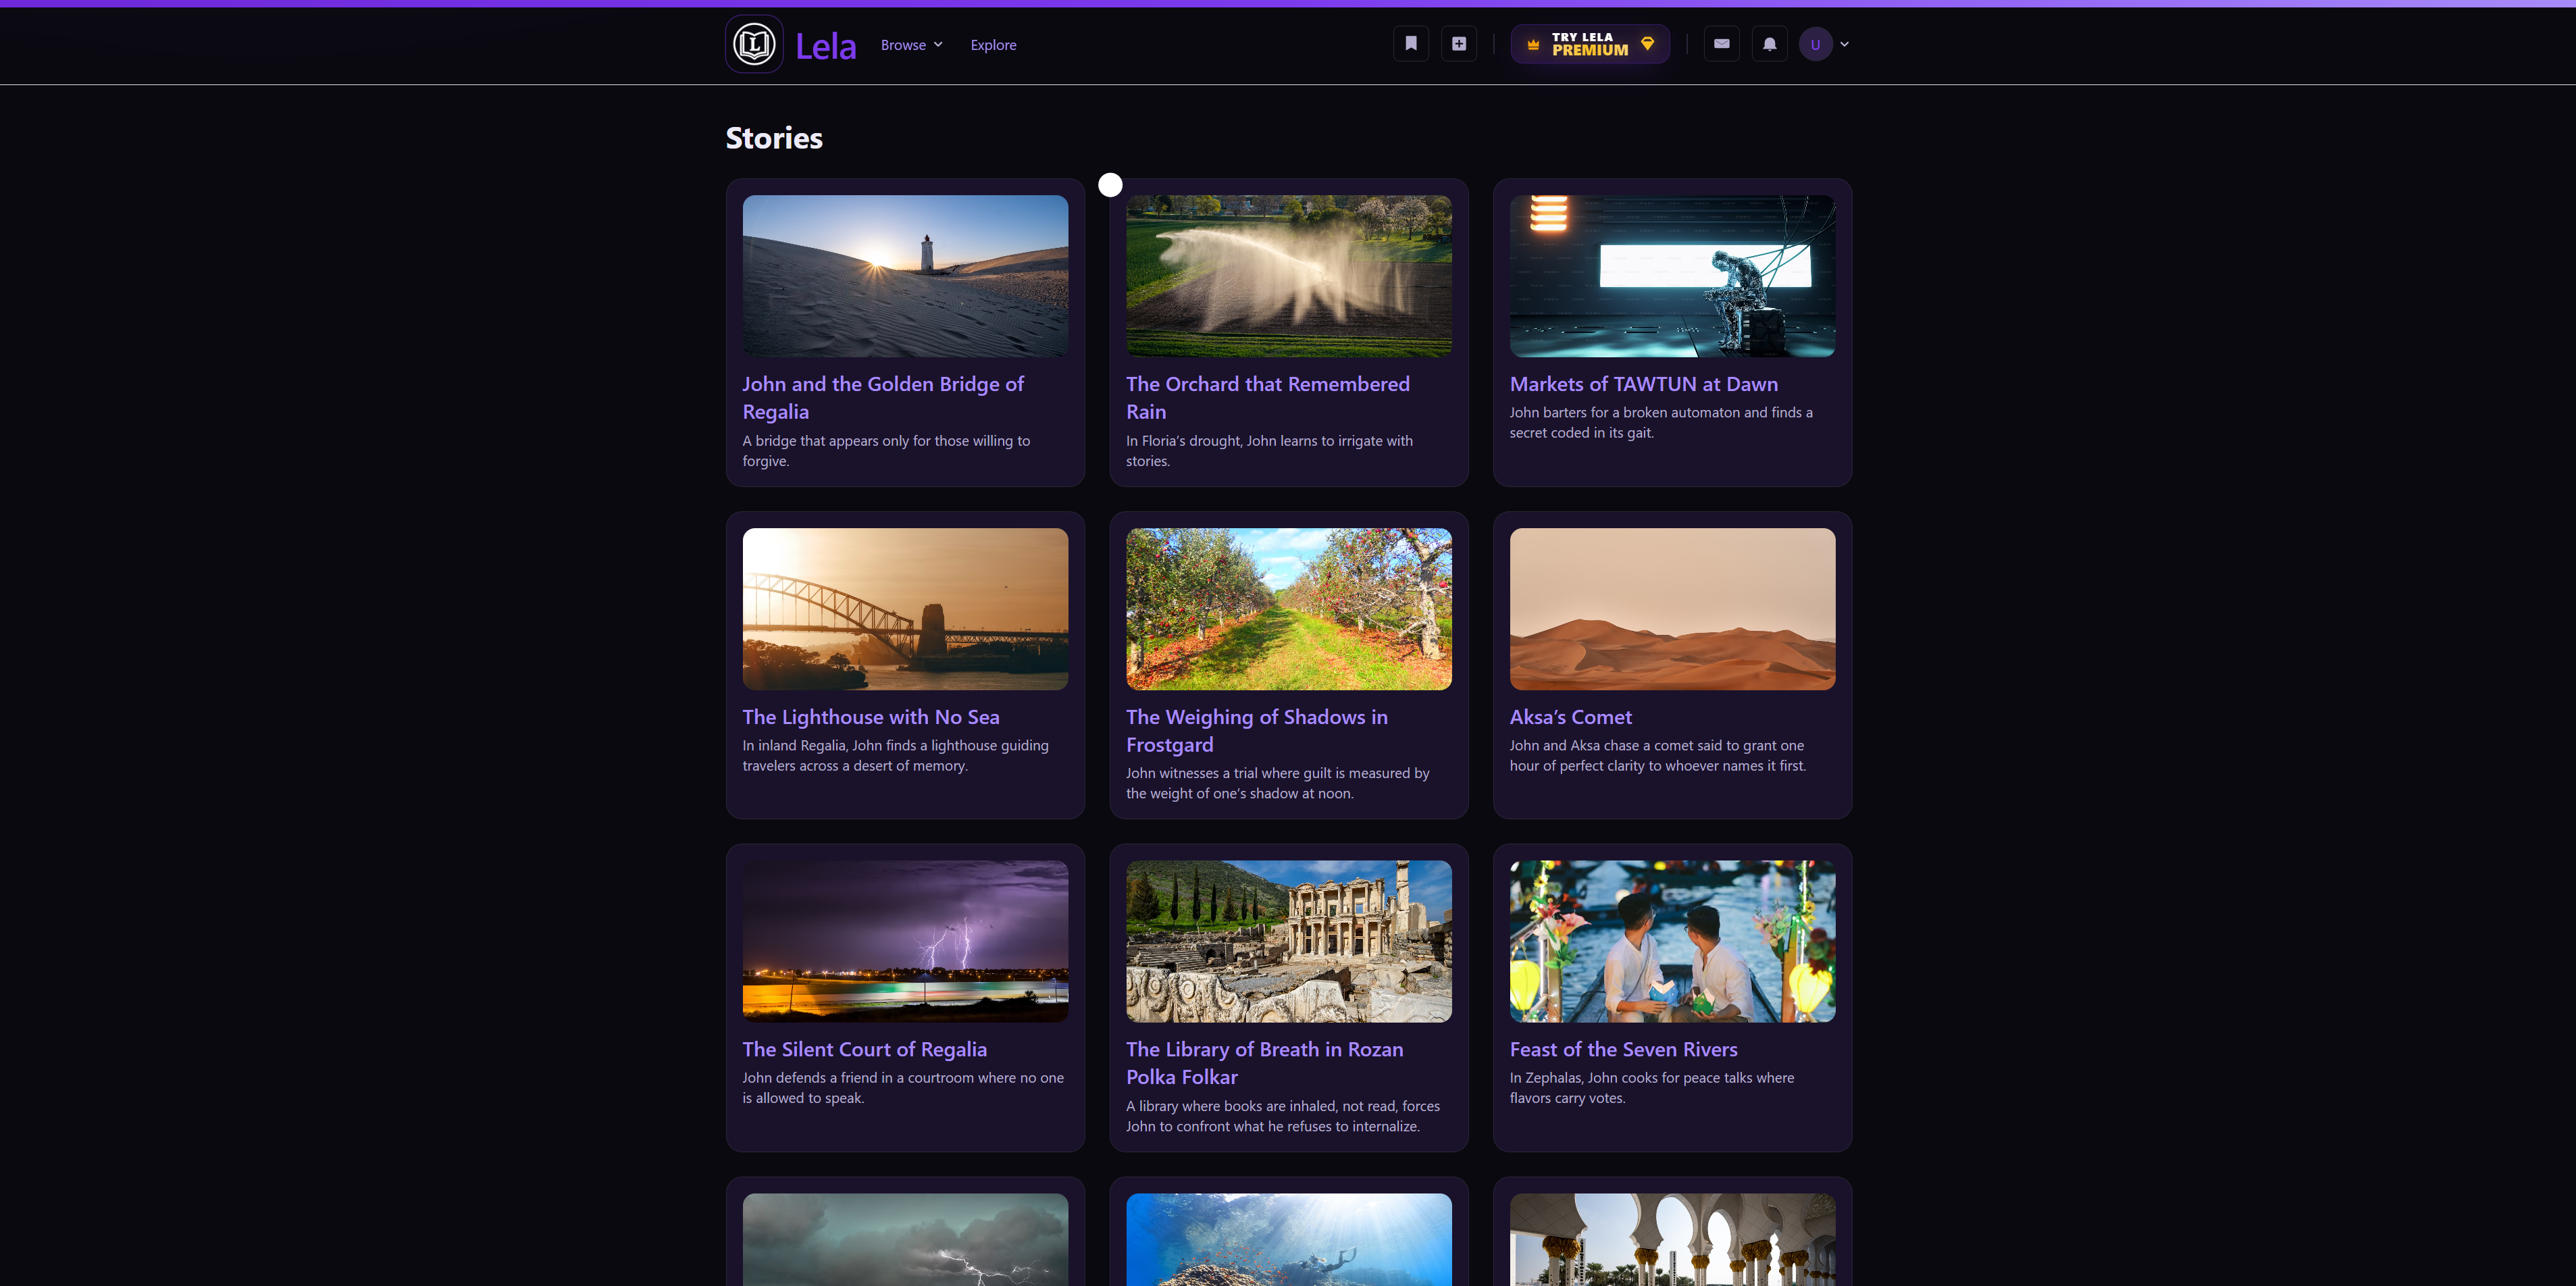 L
Lela
Browse
Explore
TRY LELA
PREMIUM
U
Stories
John and the Golden Bridge of
Regalia
A bridge that appears only for those willing to
forgive.
The Orchard that Remembered
Rain
In Floria’s drought, John learns to irrigate with
stories.
Markets of TAWTUN at Dawn
John barters for a broken automaton and finds a
secret coded in its gait.
The Lighthouse with No Sea
In inland Regalia, John finds a lighthouse guiding
travelers across a desert of memory.
The Weighing of Shadows in
Frostgard
John witnesses a trial where guilt is measured by
the weight of one’s shadow at noon.
Aksa’s Comet
John and Aksa chase a comet said to grant one
hour of perfect clarity to whoever names it first.
The Silent Court of Regalia
John defends a friend in a courtroom where no one
is allowed to speak.
The Library of Breath in Rozan
Polka Folkar
A library where books are inhaled, not read, forces
John to confront what he refuses to internalize.
Feast of the Seven Rivers
In Zephalas, John cooks for peace talks where
flavors carry votes.